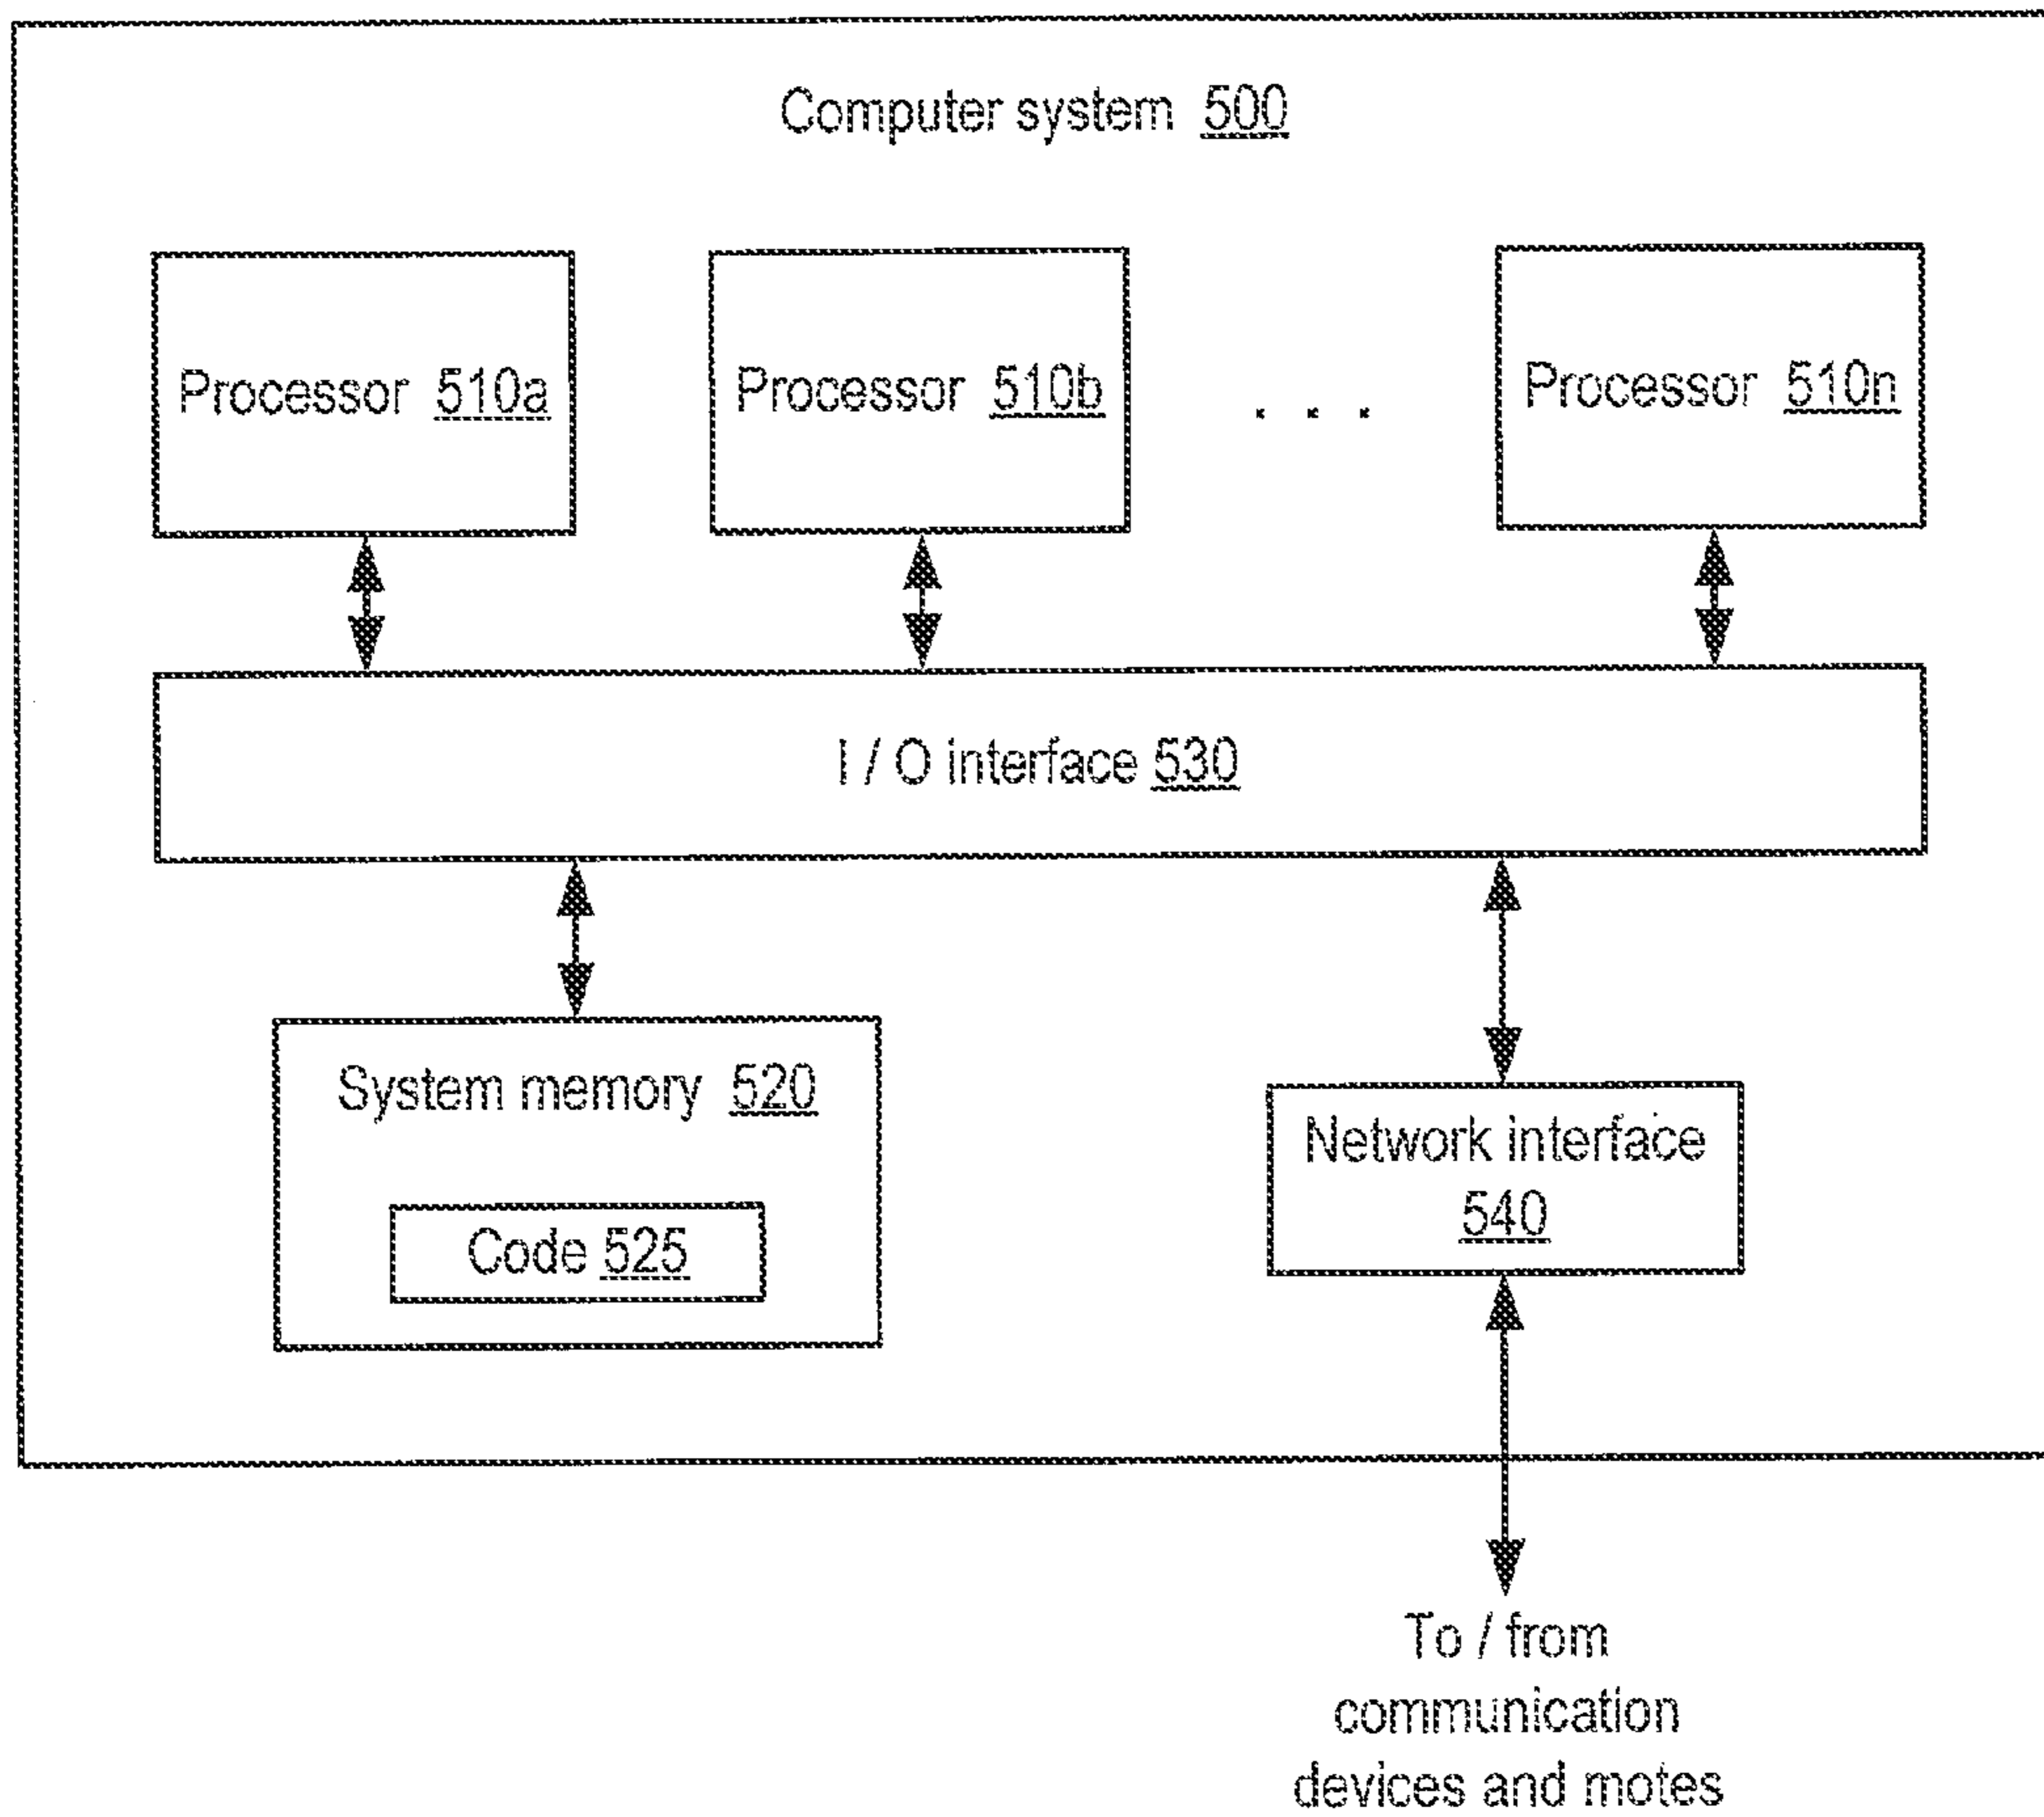 Computer system 500
Processor 510a
Processor 510b
. . .
Processor 510n
I / O interface 530
System memory 520
Code 525
Network interface
540
To / from
communication
devices and motes